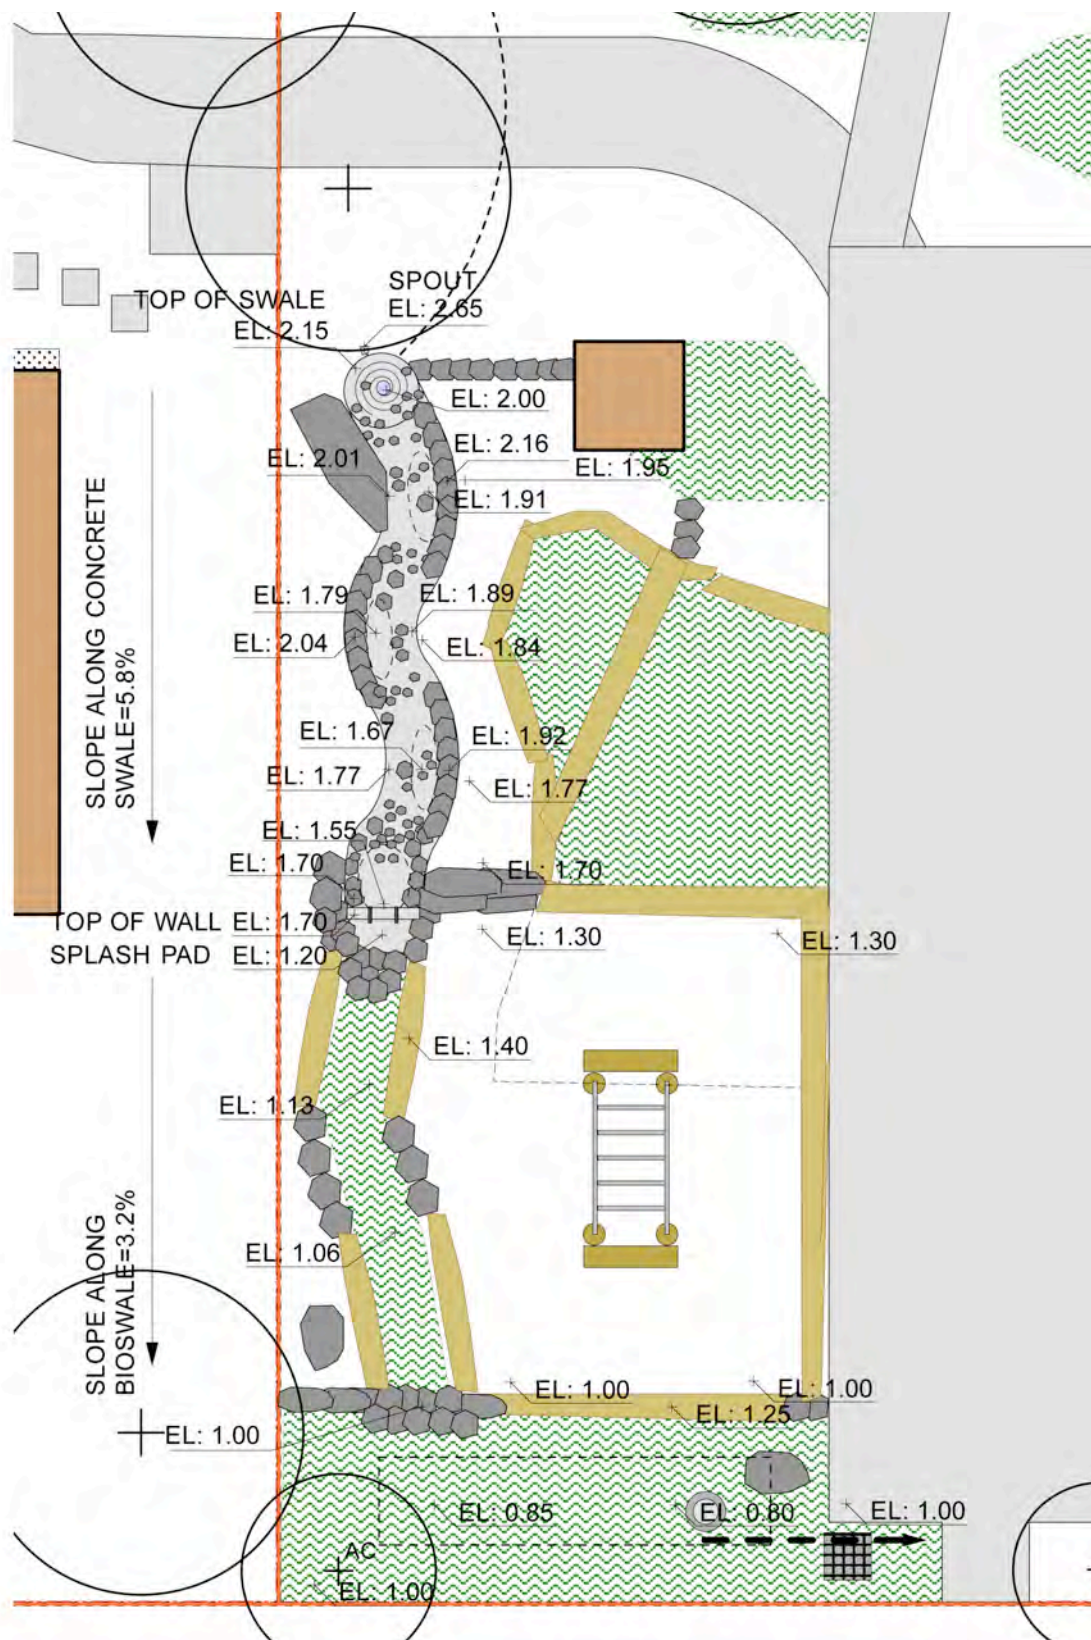 SPOUT
TOP OF SWALE
EL: 2.65
EL: 2.15
EL: 2.00
EL: 2.16
EL: 2.01
EL: 1.95
EL: 1.91
SLOPE ALONG CONCRETE
SWALE=5.8%
EL: 1.79
EL: 1.89
EL: 2.04
EL: 1.84
EL: 1.67
EL: 1.92
EL: 1.77
EL: 1.77
EL: 1.55
EL: 1.70
EL: 1.70
TOP OF WALL
EL: 1.70
EL: 1.30
EL: 1.30
SPLASH PAD
EL: 1.20
EL: 1.40
EL: 1.13
SLOPE ALONG
BIOSWALE=3.2%
EL: 1.06
EL: 1.00
EL: 1.00
EL: 1.25
EL: 1.00
EL: 0.85
EL: 0.80
EL: 1.00
AC
EL: 1.00